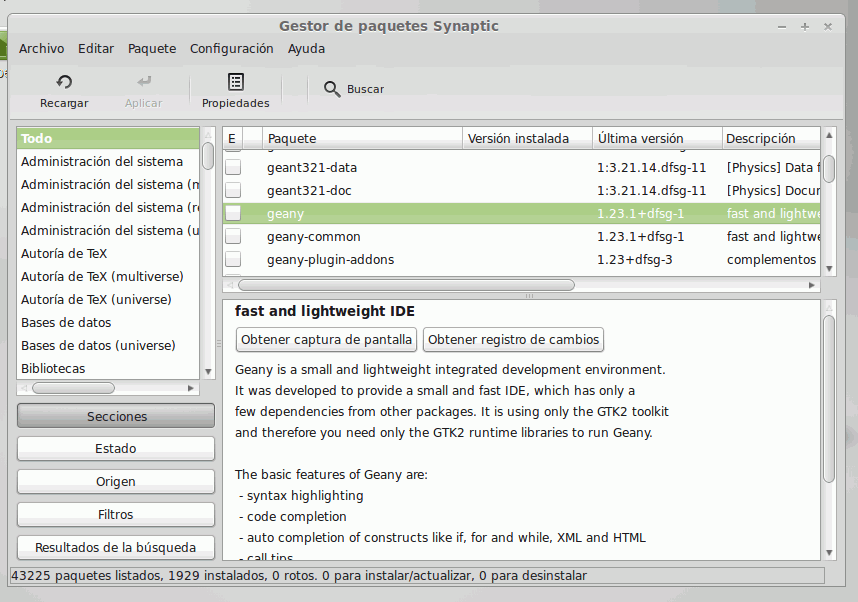 Gestor de paquetes Synaptic
Archivo Editar Paquete Configuración Ayuda
Recargar Aplicar Propiedades Buscar
Todo
Administración del sistema
Administración del sistema (m
Administración del sistema (re
Administración del sistema (u
Autoría de TeX
Autoría de TeX (multiverse)
Autoría de TeX (universe)
Bases de datos
Bases de datos (universe)
Bibliotecas
Secciones
Estado
Origen
Filtros
Resultados de la búsqueda
E Paquete Versión instalada Última versión Descripción
geant321-data 1:3.21.14.dfsg-11 [Physics] Data f
geant321-doc 1:3.21.14.dfsg-11 [Physics] Docur
geany 1.23.1+dfsg-1 fast and lightwe
geany-common 1.23.1+dfsg-1 fast and lightwe
geany-plugin-addons 1.23+dfsg-3 complementos
fast and lightweight IDE
Obtener captura de pantalla Obtener registro de cambios
Geany is a small and lightweight integrated development environment.
It was developed to provide a small and fast IDE, which has only a
few dependencies from other packages. It is using only the GTK2 toolkit
and therefore you need only the GTK2 runtime libraries to run Geany.
The basic features of Geany are:
- syntax highlighting
- code completion
- auto completion of constructs like if, for and while, XML and HTML
- call tips
43225 paquetes listados, 1929 instalados, 0 rotos. 0 para instalar/actualizar, 0 para desinstalar